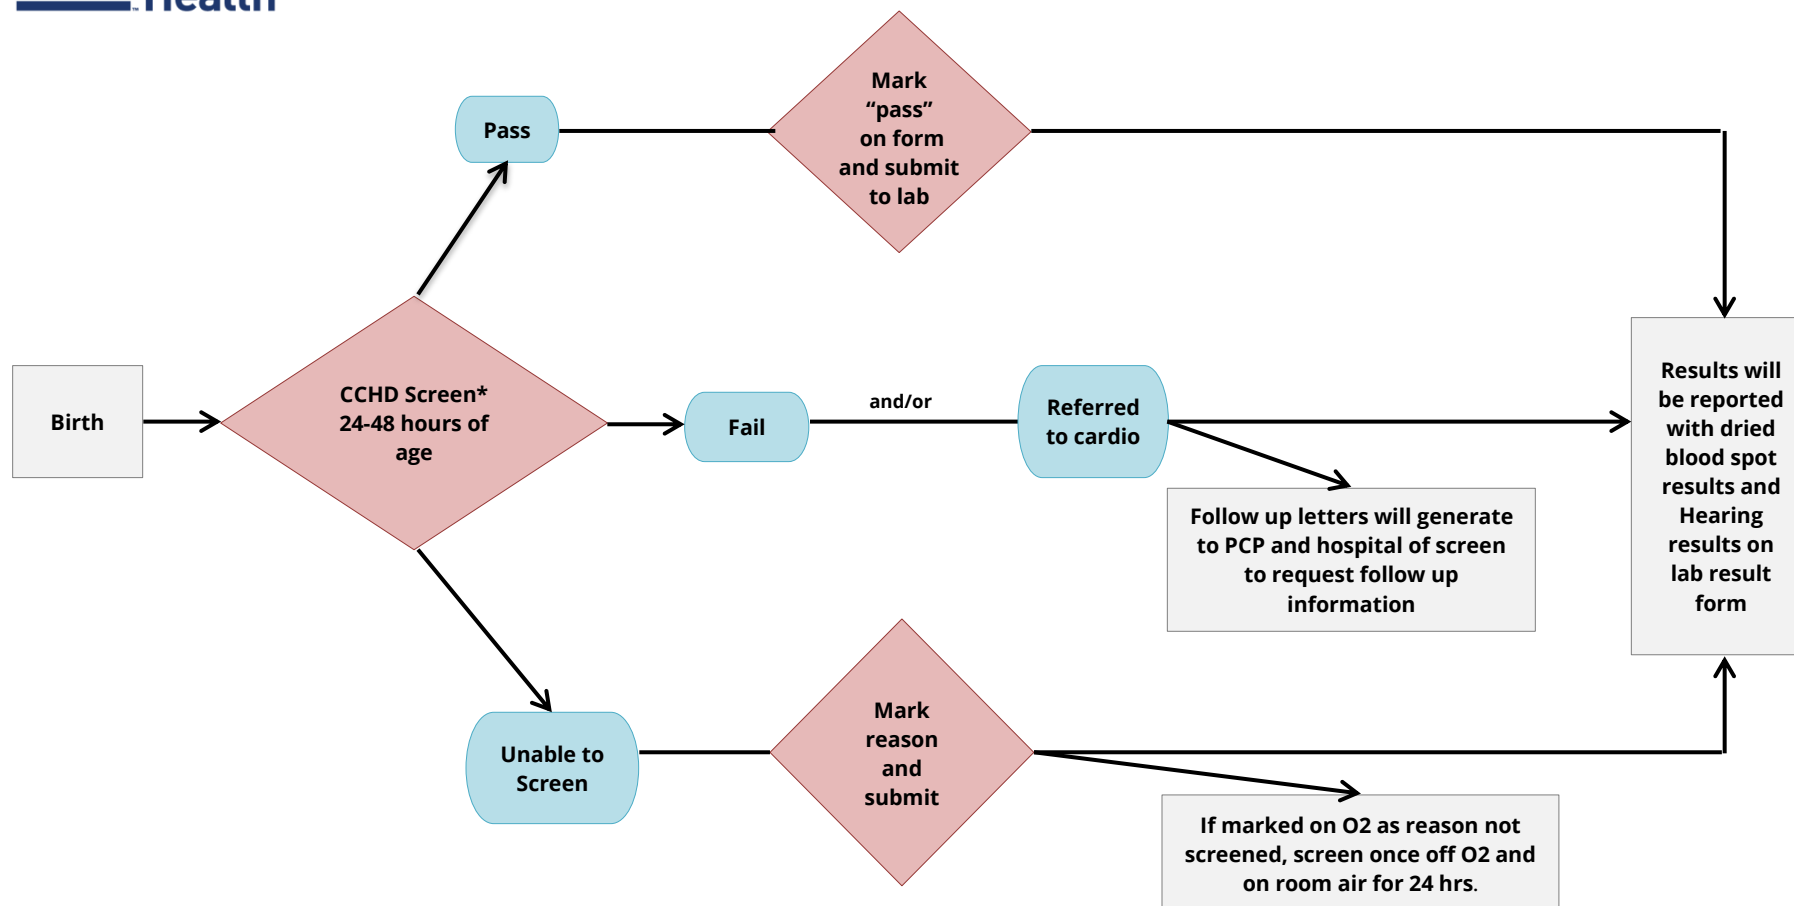 Health
Mark
“pass”
on form
and submit
to lab
Pass
Birth
CCHD Screen*
24-48 hours of
age
Fail
and/or
Referred
to cardio
Results will
be reported
with dried
blood spot
results and
Hearing
results on
lab result
form
Follow up letters will generate
to PCP and hospital of screen
to request follow up
information
Unable to
Screen
Mark
reason
and
submit
If marked on O2 as reason not
screened, screen once off O2 and
on room air for 24 hrs.